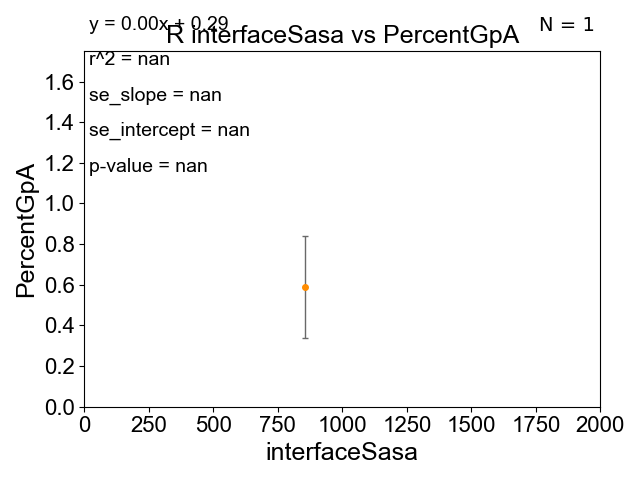 y = 0.00x + 0.29
N = 1
R interfaceSasa vs PercentGpA
r^2 = nan
se_slope = nan
se_intercept = nan
p-value = nan
PercentGpA
1.6
1.4
1.2
1.0
0.8
0.6
0.4
0.2
0.0
0 250 500 750 1000 1250 1500 1750 2000
interfaceSasa